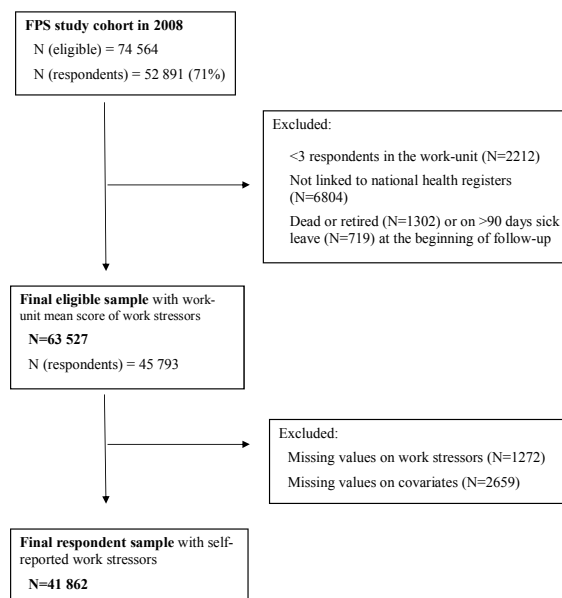 FPS study cohort in 2008
N (eligible) = 74 564
N (respondents) = 52 891 (71%)
Excluded:
<3 respondents in the work-unit (N=2212)
Not linked to national health registers
(N=6804)
Dead or retired (N=1302) or on >90 days sick
leave (N=719) at the beginning of follow-up
Final eligible sample with work-
unit mean score of work stressors
N=63 527
N (respondents) = 45 793
Excluded:
Missing values on work stressors (N=1272)
Missing values on covariates (N=2659)
Final respondent sample with self-
reported work stressors
N=41 862